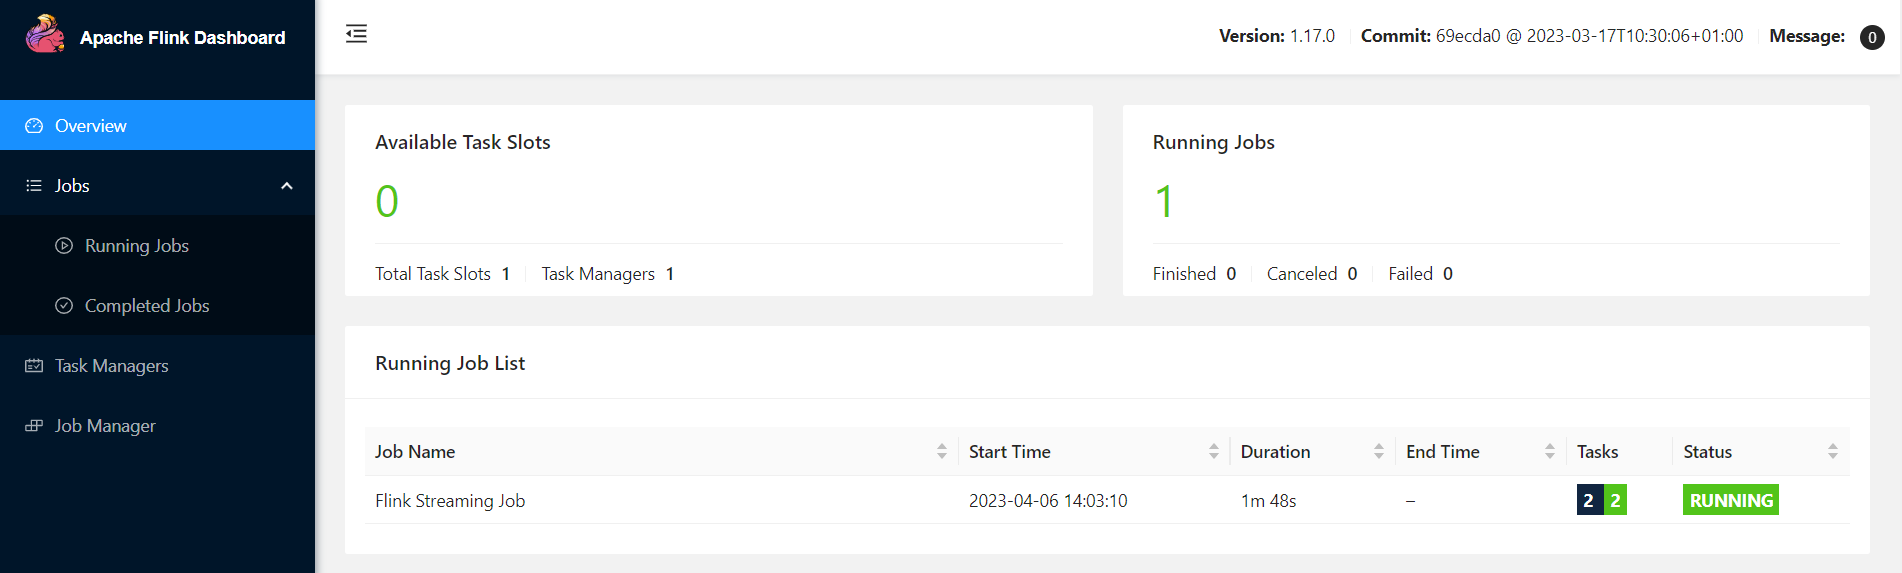 Apache Flink Dashboard
Version: 1.17.0 Commit: 69ecda0 @ 2023-03-17T10:30:06+01:00 Message: 0
Overview
Jobs
Running Jobs
Completed Jobs
Task Managers
Job Manager
Available Task Slots
0
Total Task Slots 1 Task Managers 1
Running Jobs
1
Finished 0 Canceled 0 Failed 0
Running Job List
Job Name Start Time Duration End Time Tasks Status
Flink Streaming Job 2023-04-06 14:03:10 1m 48s – 2 2 RUNNING